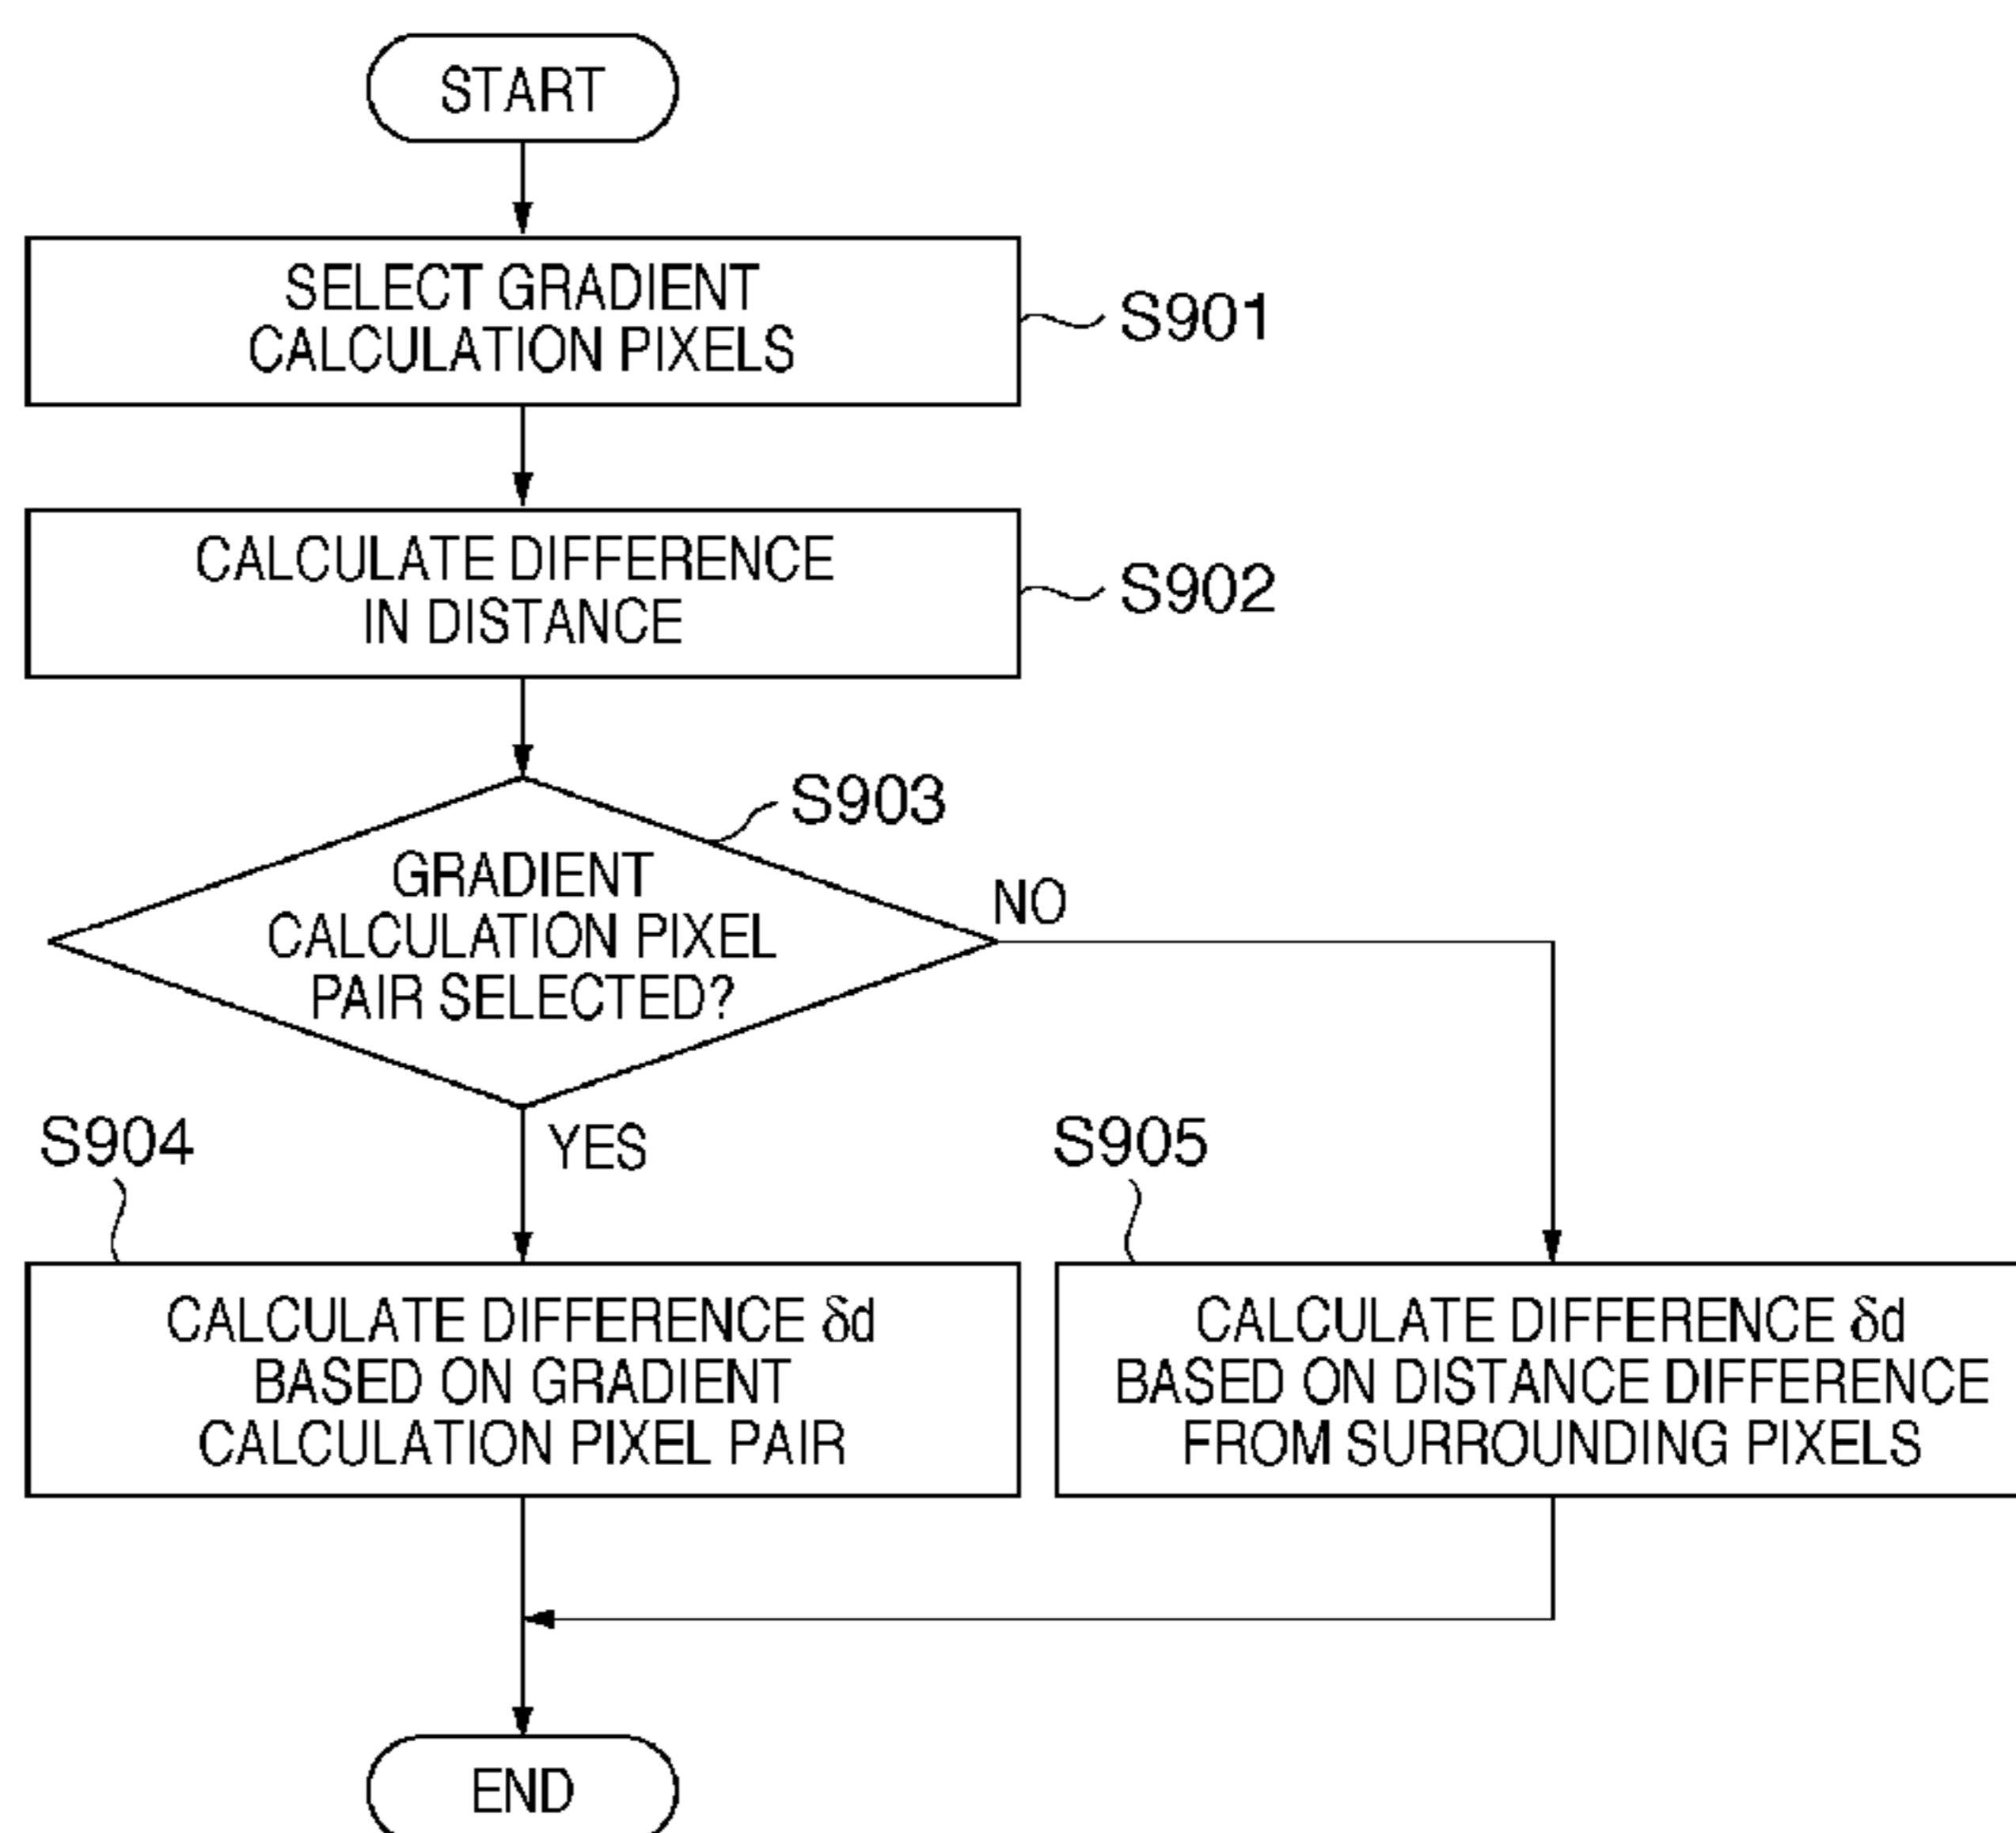 START
SELECT GRADIENT
CALCULATION PIXELS
S901
CALCULATE DIFFERENCE
IN DISTANCE
S902
S903
GRADIENT
CALCULATION PIXEL
PAIR SELECTED?
NO
YES
S904
CALCULATE DIFFERENCE δd
BASED ON GRADIENT
CALCULATION PIXEL PAIR
S905
CALCULATE DIFFERENCE δd
BASED ON DISTANCE DIFFERENCE
FROM SURROUNDING PIXELS
END